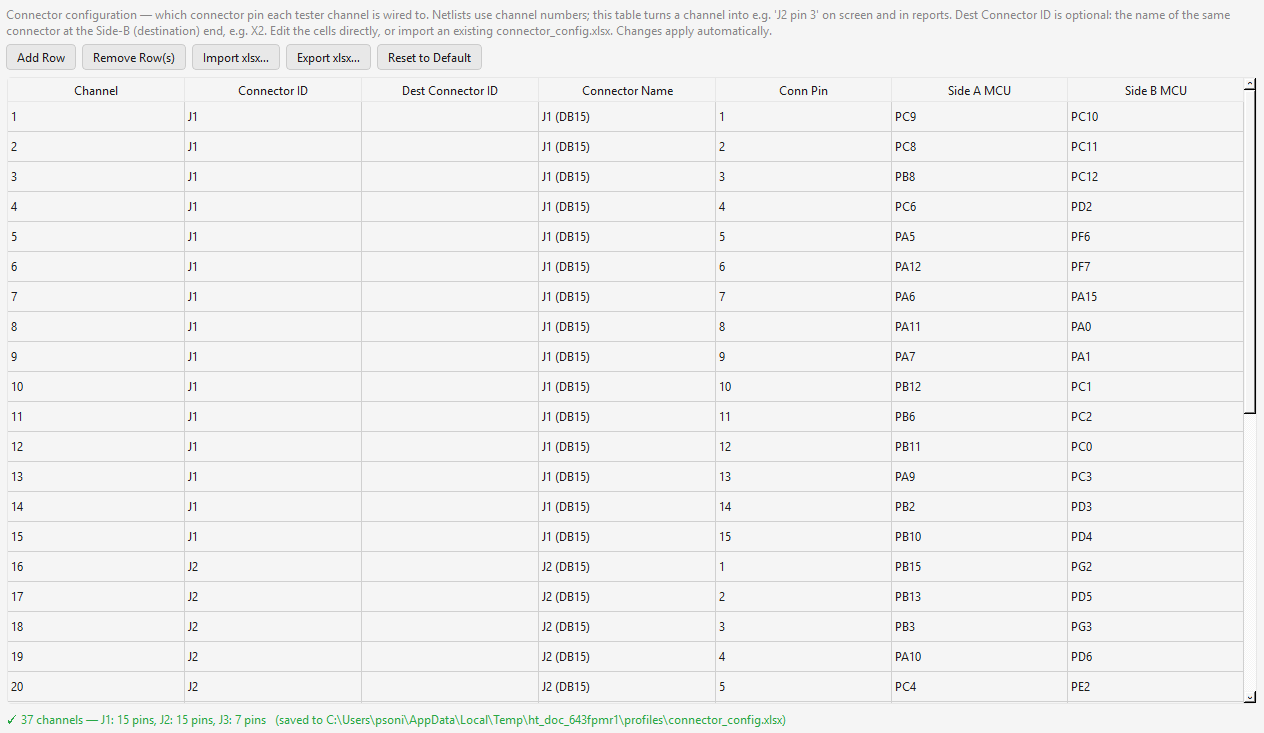 Connector configuration — which connector pin each tester channel is wired to. Netlists use channel numbers; this table turns a channel into e.g. 'J2 pin 3' on screen and in reports. Dest Connector ID is optional: the name of the same
connector at the Side-B (destination) end, e.g. X2. Edit the cells directly, or import an existing connector_config.xlsx. Changes apply automatically.
Add Row Remove Row(s) Import xlsx... Export xlsx... Reset to Default
Channel Connector ID Dest Connector ID Connector Name Conn Pin Side A MCU Side B MCU
1 J1 J1 (DB15) 1 PC9 PC10
2 J1 J1 (DB15) 2 PC8 PC11
3 J1 J1 (DB15) 3 PB8 PC12
4 J1 J1 (DB15) 4 PC6 PD2
5 J1 J1 (DB15) 5 PA5 PF6
6 J1 J1 (DB15) 6 PA12 PF7
7 J1 J1 (DB15) 7 PA6 PA15
8 J1 J1 (DB15) 8 PA11 PA0
9 J1 J1 (DB15) 9 PA7 PA1
10 J1 J1 (DB15) 10 PB12 PC1
11 J1 J1 (DB15) 11 PB6 PC2
12 J1 J1 (DB15) 12 PB11 PC0
13 J1 J1 (DB15) 13 PA9 PC3
14 J1 J1 (DB15) 14 PB2 PD3
15 J1 J1 (DB15) 15 PB10 PD4
16 J2 J2 (DB15) 1 PB15 PG2
17 J2 J2 (DB15) 2 PB13 PD5
18 J2 J2 (DB15) 3 PB3 PG3
19 J2 J2 (DB15) 4 PA10 PD6
20 J2 J2 (DB15) 5 PC4 PE2
✓ 37 channels — J1: 15 pins, J2: 15 pins, J3: 7 pins (saved to C:\Users\psoni\AppData\Local\Temp\ht_doc_643fpmr1\profiles\connector_config.xlsx)